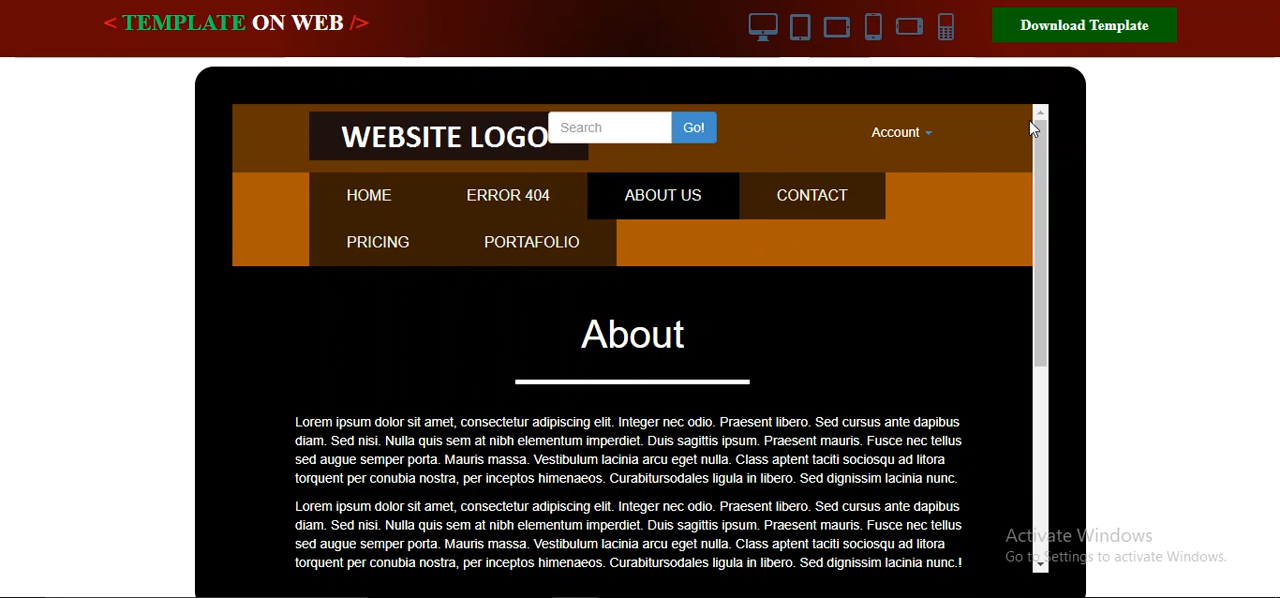 < TEMPLATE ON WEB />
Download Template
WEBSITE LOGO
Search
Go!
Account
HOME
ERROR 404
ABOUT US
CONTACT
PRICING
PORTAFOLIO
About
Lorem ipsum dolor sit amet, consectetur adipiscing elit. Integer nec odio. Praesent libero. Sed cursus ante dapibus
diam. Sed nisi. Nulla quis sem at nibh elementum imperdiet. Duis sagittis ipsum. Praesent mauris. Fusce nec tellus
sed augue semper porta. Mauris massa. Vestibulum lacinia arcu eget nulla. Class aptent taciti sociosqu ad litora
torquent per conubia nostra, per inceptos himenaeos. Curabitursodales ligula in libero. Sed dignissim lacinia nunc.
Lorem ipsum dolor sit amet, consectetur adipiscing elit. Integer nec odio. Praesent libero. Sed cursus ante dapibus
diam. Sed nisi. Nulla quis sem at nibh elementum imperdiet. Duis sagittis ipsum. Praesent mauris. Fusce nec tellus
sed augue semper porta. Mauris massa. Vestibulum lacinia arcu eget nulla. Class aptent taciti sociosqu ad litora
torquent per conubia nostra, per inceptos himenaeos. Curabitursodales ligula in libero. Sed dignissim lacinia nunc.!
Activate Windows
Go to Settings to activate Windows.